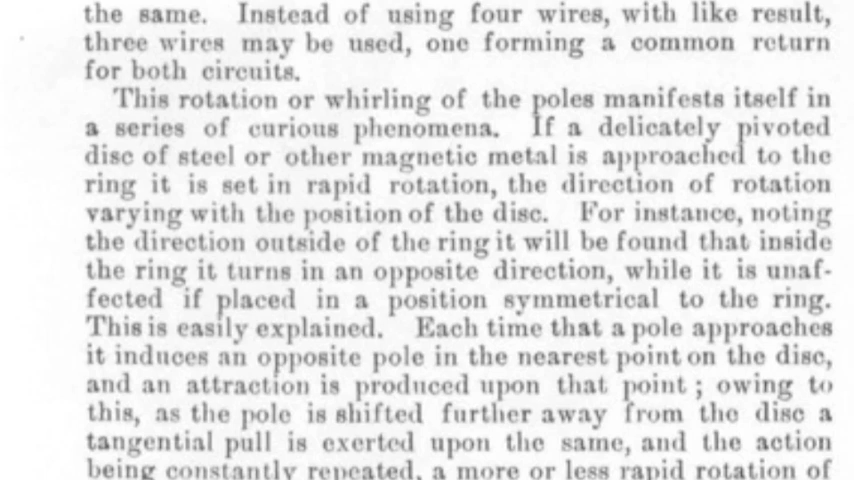 the same. Instead of using four wires, with like result,
three wires may be used, one forming a common return
for both circuits.
This rotation or whirling of the poles manifests itself in
a series of curious phenomena. If a delicately pivoted
disc of steel or other magnetic metal is approached to the
ring it is set in rapid rotation, the direction of rotation
varying with the position of the disc. For instance, noting
the direction outside of the ring it will be found that inside
the ring it turns in an opposite direction, while it is unaf-
fected if placed in a position symmetrical to the ring.
This is easily explained. Each time that a pole approaches
it induces an opposite pole in the nearest point on the disc,
and an attraction is produced upon that point; owing to
this, as the pole is shifted further away from the disc a
tangential pull is exerted upon the same, and the action
being constantly repeated, a more or less rapid rotation of